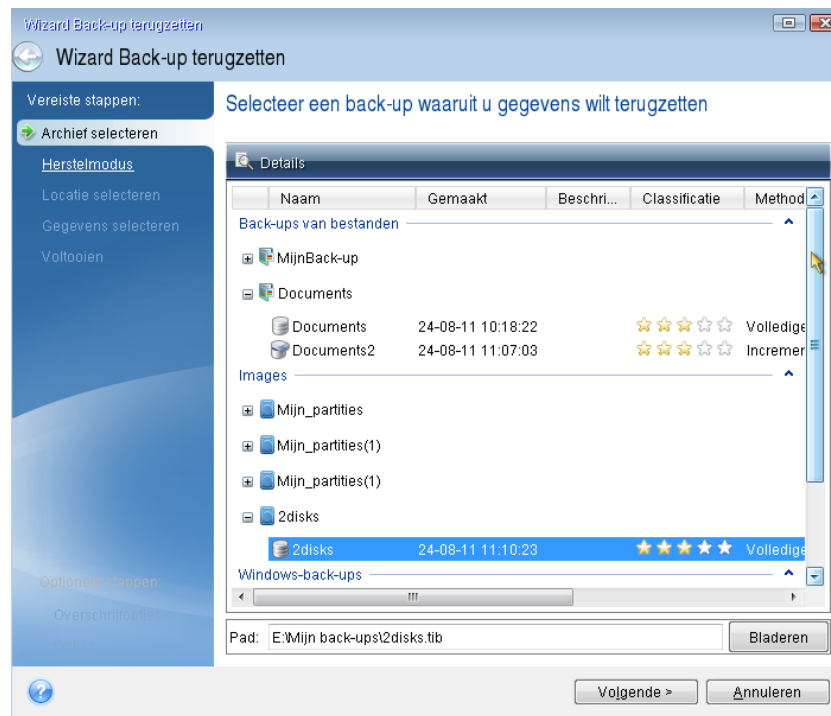 Wizard Back-up terugzetten
Wizard Back-up terugzetten
Vereiste stappen:
Archief selecteren
Herstelmodus
Locatie selecteren
Gegevens selecteren
Voltooien
Optionele stappen:
Overschrijfopties
Selecteer een back-up waaruit u gegevens wilt terugzetten
Details
Naam Gemaakt Beschri... Classificatie Method
Back-ups van bestanden
MijnBack-up
Documents
Documents 24-08-11 10:18:22 Volledige
Documents2 24-08-11 11:07:03 Incremer
Images
Mijn_partities
Mijn_partities(1)
Mijn_partities(1)
2disks
2disks 24-08-11 11:10:23 Volledige
Windows-back-ups
Pad: E:\Mijn back-ups\2disks.tib Bladeren
Volgende > Annuleren